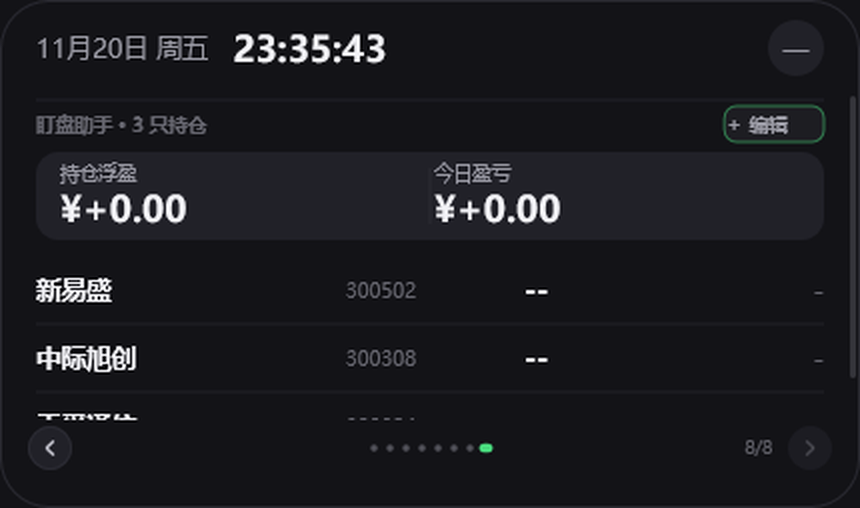 11月20日 周五 23:35:43
盯盘助手 • 3 只持仓 + 编辑
持仓浮盈 今日盈亏
¥+0.00 ¥+0.00
新易盛 300502 -- -
中际旭创 300308 -- -
8/8